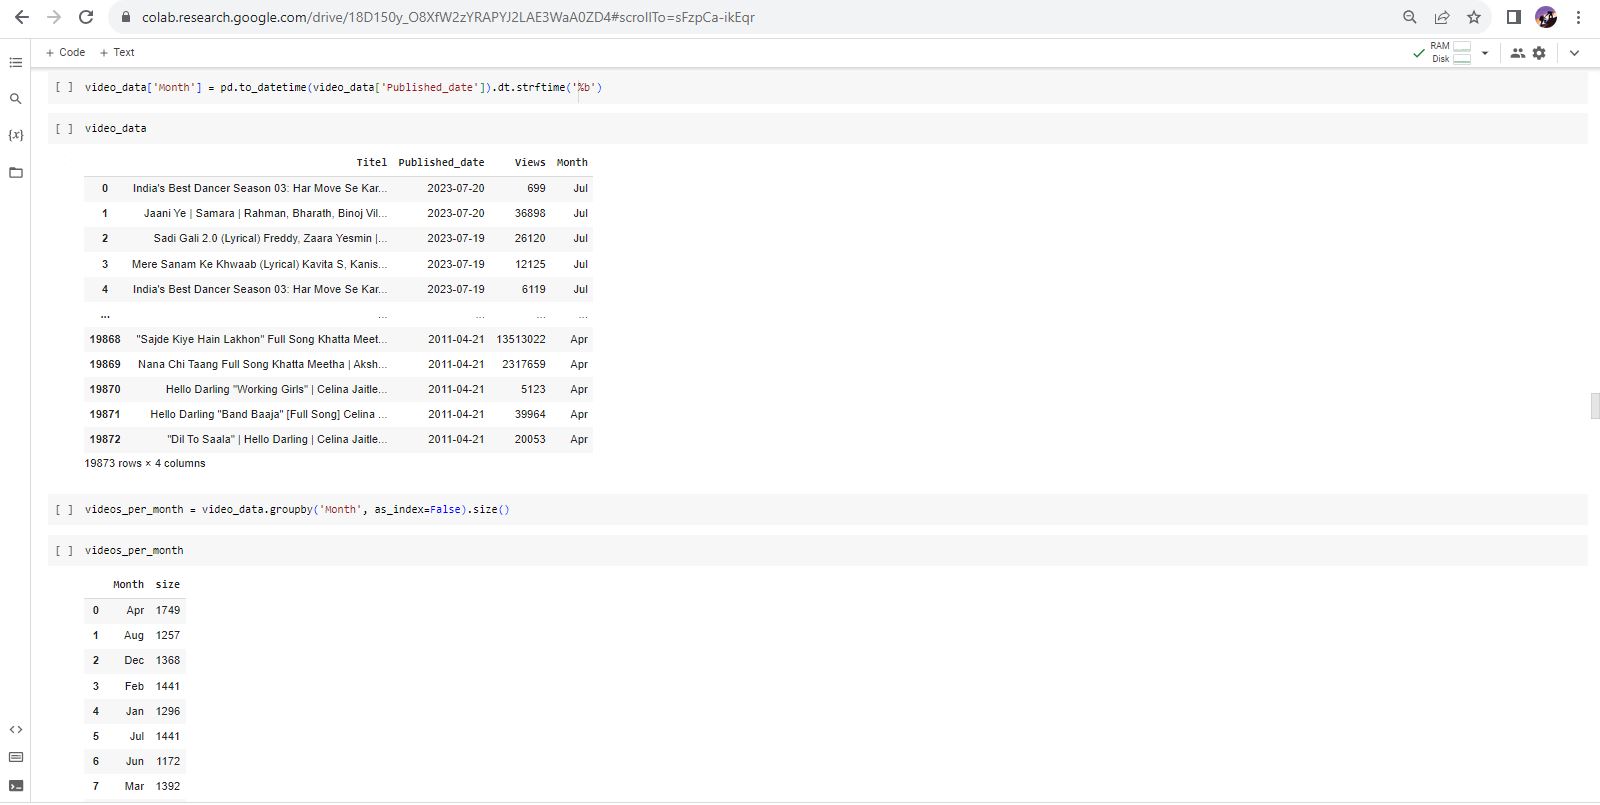 colab.research.google.com/drive/18D150y_O8XfW2zYRAPYJ2LAE3WaA0ZD4#scrollTo=sFzpCa-ikEqr
+ Code + Text
RAM
Disk
[ ] video_data['Month'] = pd.to_datetime(video_data['Published_date']).dt.strftime('%b')
[ ] video_data
Titel Published_date Views Month
0 India's Best Dancer Season 03: Har Move Se Kar... 2023-07-20 699 Jul
1 Jaani Ye | Samara | Rahman, Bharath, Binoj Vil... 2023-07-20 36898 Jul
2 Sadi Gali 2.0 (Lyrical) Freddy, Zaara Yesmin |... 2023-07-19 26120 Jul
3 Mere Sanam Ke Khwaab (Lyrical) Kavita S, Kanis... 2023-07-19 12125 Jul
4 India's Best Dancer Season 03: Har Move Se Kar... 2023-07-19 6119 Jul
... ... ... ... ...
19868 "Sajde Kiye Hain Lakhon" Full Song Khatta Meet... 2011-04-21 13513022 Apr
19869 Nana Chi Taang Full Song Khatta Meetha | Aksh... 2011-04-21 2317659 Apr
19870 Hello Darling "Working Girls" | Celina Jaitle... 2011-04-21 5123 Apr
19871 Hello Darling "Band Baaja" [Full Song] Celina ... 2011-04-21 39964 Apr
19872 "Dil To Saala" | Hello Darling | Celina Jaitle... 2011-04-21 20053 Apr
19873 rows × 4 columns
[ ] videos_per_month = video_data.groupby('Month', as_index=False).size()
[ ] videos_per_month
Month size
0 Apr 1749
1 Aug 1257
2 Dec 1368
3 Feb 1441
4 Jan 1296
5 Jul 1441
6 Jun 1172
7 Mar 1392